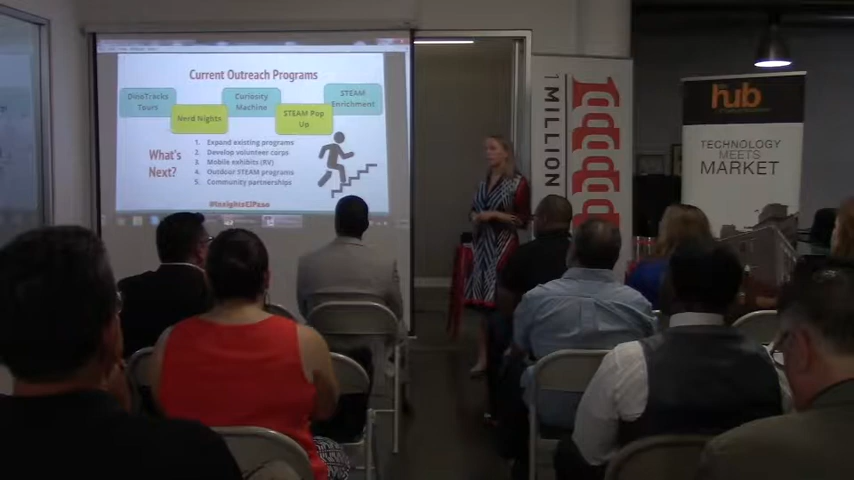 Current Outreach Programs
DinoTracks Tours
Nerd Nights
Curiosity Machine
STEAM Pop Up
STEAM Enrichment
What's Next?
1. Expand existing programs
2. Develop volunteer corps
3. Mobile exhibits (RV)
4. Outdoor STEAM programs
5. Community partnerships
#InsightsElPaso
1 MILLION
hub
TECHNOLOGY
MEETS
MARKET